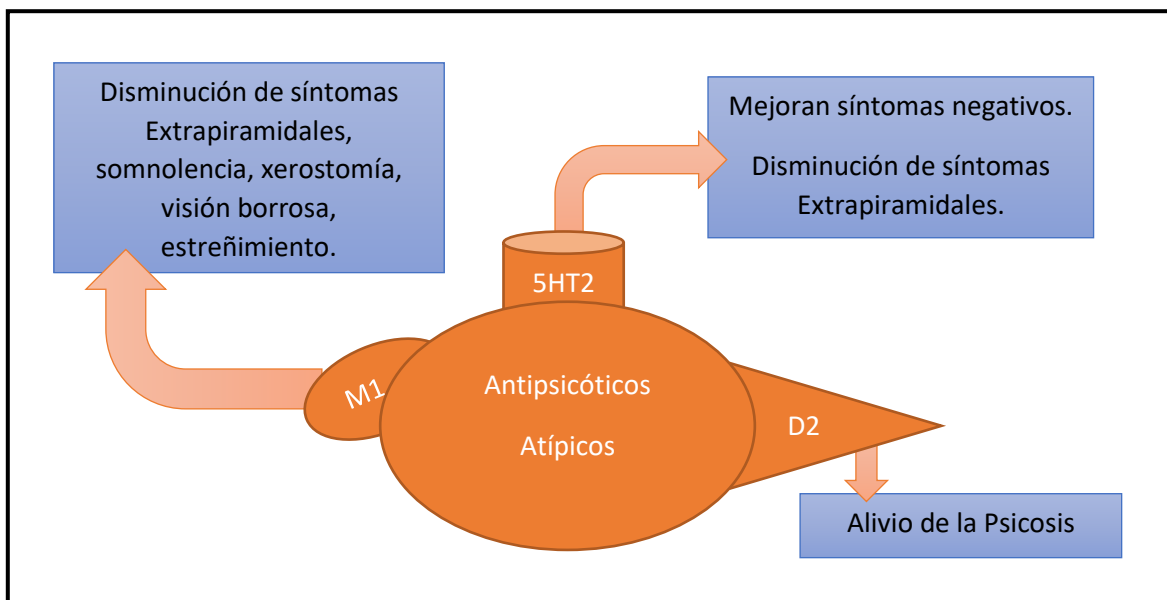 Disminución de síntomas
Extrapiramidales,
somnolencia, xerostomía,
visión borrosa,
estreñimiento.
Mejoran síntomas negativos.
Disminución de síntomas
Extrapiramidales.
5HT2
M1
Antipsicóticos
Atípicos
D2
Alivio de la Psicosis